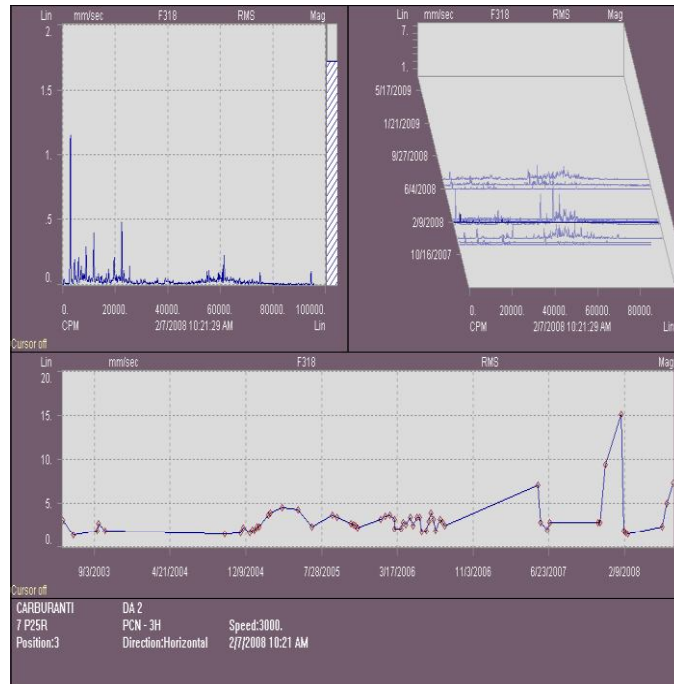 Lin mm/sec F318 RMS Mag
2.
1.5
1.
.5
0.
0. 20000. 40000. 60000. 80000. 100000.
CPM 2/7/2008 10:21:29 AM Lin
Cursor off
Lin mm/sec F318 RMS Mag
7.
1.
5/17/2009
1/21/2009
9/27/2008
6/4/2008
2/9/2008
10/16/2007
0. 20000. 40000. 60000. 80000.
CPM 2/7/2008 10:21:29 AM Lin
Lin mm/sec F318 RMS Mag
20.
15.
10.
5.
0.
9/3/2003 4/21/2004 12/9/2004 7/28/2005 3/17/2006 11/3/2006 6/23/2007 2/9/2008
Cursor off
CARBURANTI DA 2
7 P25R PCN - 3H Speed:3000.
Position:3 Direction:Horizontal 2/7/2008 10:21 AM